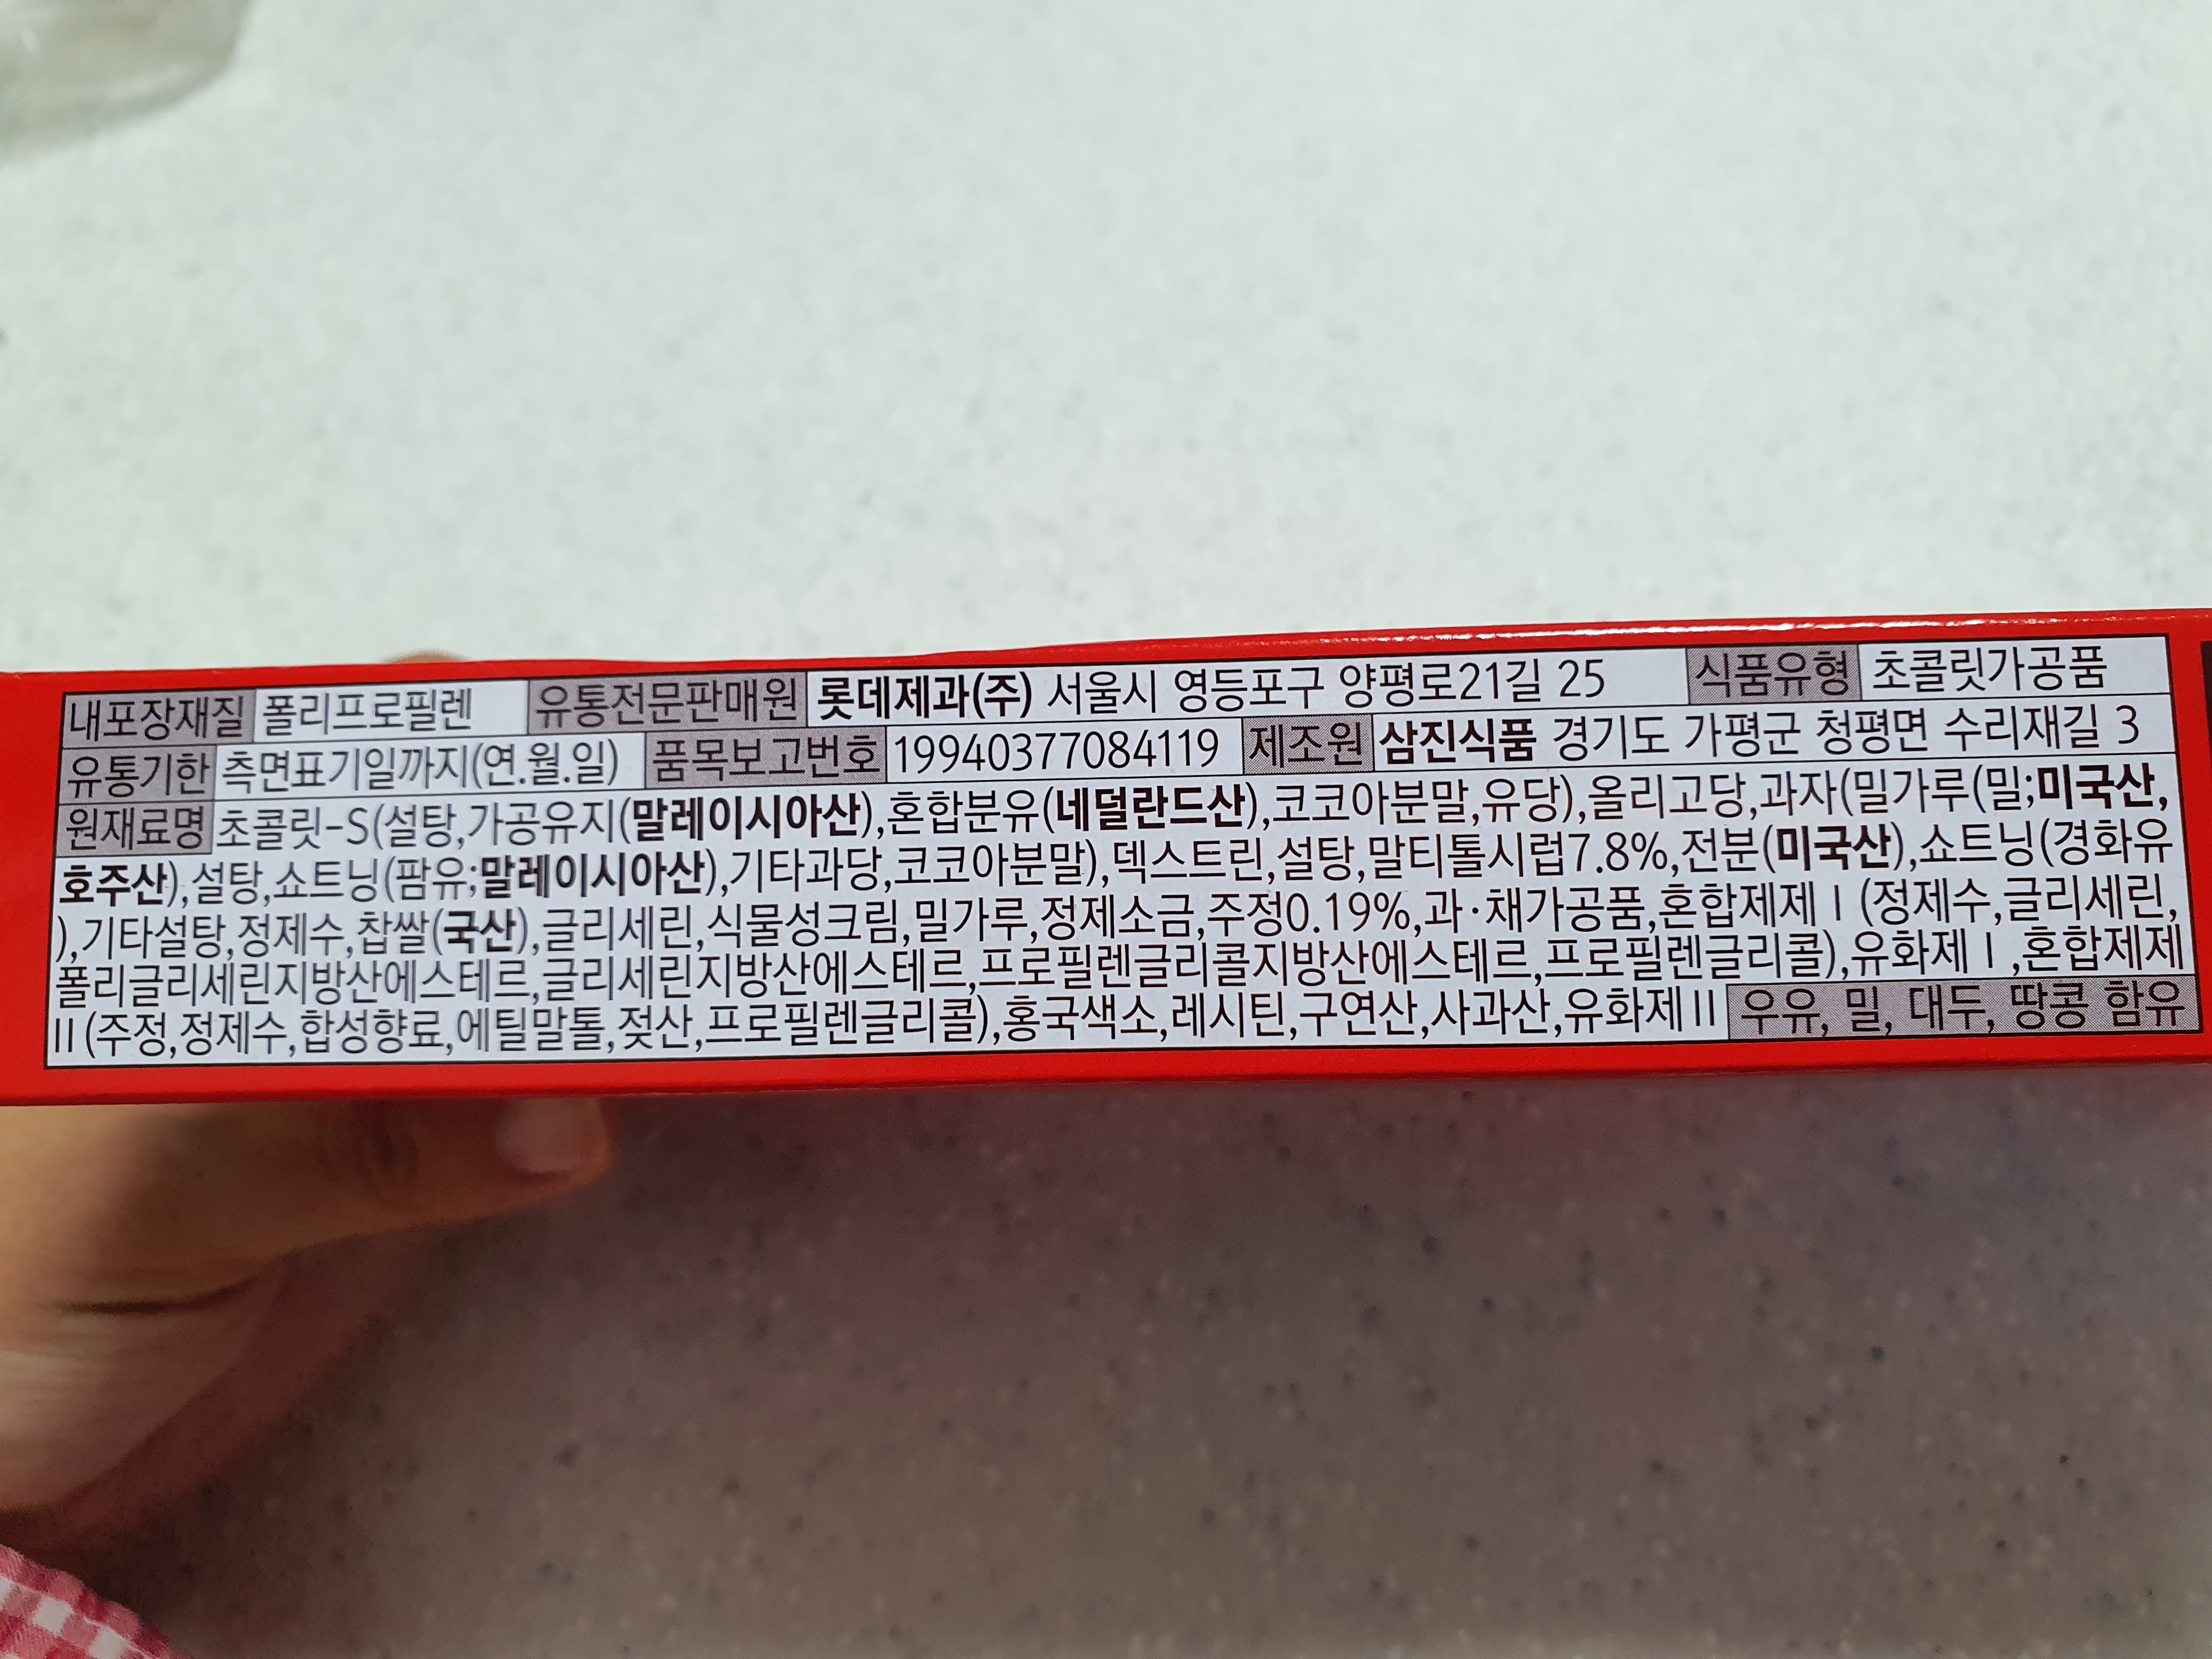 내포장재질 폴리프로필렌 유통전문판매원 롯데제과(주) 서울시 영등포구 양평로21길 25 식품유형 초콜릿가공품
유통기한 측면표기일까지(연.월.일) 품목보고번호 19940377084119 제조원 삼진식품 경기도 가평군 청평면 수리재길 3
원재료명 초콜릿-S(설탕,가공유지(말레이시아산),혼합분유(네덜란드산),코코아분말,유당),올리고당,과자(밀가루(밀;미국산,
호주산),설탕,쇼트닝(팜유;말레이시아산),기타과당,코코아분말),덱스트린,설탕,말티톨시럽7.8%,전분(미국산),쇼트닝(경화유
),기타설탕,정제수,찹쌀(국산),글리세린,식물성크림,밀가루,정제소금,주정0.19%,과·채가공품,혼합제제Ⅰ(정제수,글리세린,
폴리글리세린지방산에스테르,글리세린지방산에스테르,프로필렌글리콜지방산에스테르,프로필렌글리콜),유화제Ⅰ,혼합제제
Ⅱ(주정,정제수,합성향료,에틸말톨,젖산,프로필렌글리콜),홍국색소,레시틴,구연산,사과산,유화제Ⅱ 우유, 밀, 대두, 땅콩 함유